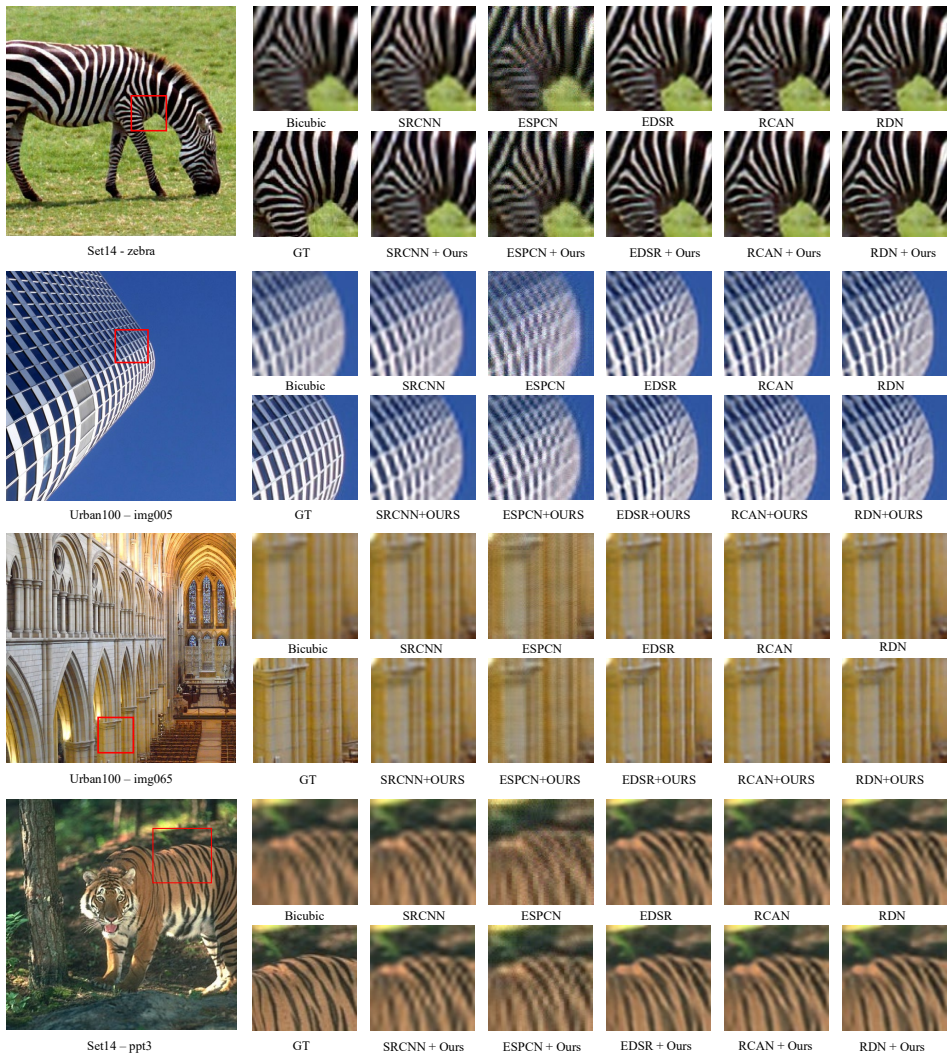 Bicubic SRCNN ESPCN EDSR RCAN RDN
Set14 - zebra GT SRCNN + Ours ESPCN + Ours EDSR + Ours RCAN + Ours RDN + Ours
Bicubic SRCNN ESPCN EDSR RCAN RDN
Urban100 – img005 GT SRCNN+OURS ESPCN+OURS EDSR+OURS RCAN+OURS RDN+OURS
Bicubic SRCNN ESPCN EDSR RCAN RDN
Urban100 – img065 GT SRCNN+OURS ESPCN+OURS EDSR+OURS RCAN+OURS RDN+OURS
Bicubic SRCNN ESPCN EDSR RCAN RDN
Set14 – ppt3 GT SRCNN + Ours ESPCN + Ours EDSR + Ours RCAN + Ours RDN + Ours